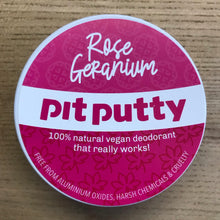 Rose
Geranium
pit putty
100% natural vegan deodorant
that really works!
FREE FROM ALUMINIUM OXIDES, HARSH CHEMICALS & CRUELTY